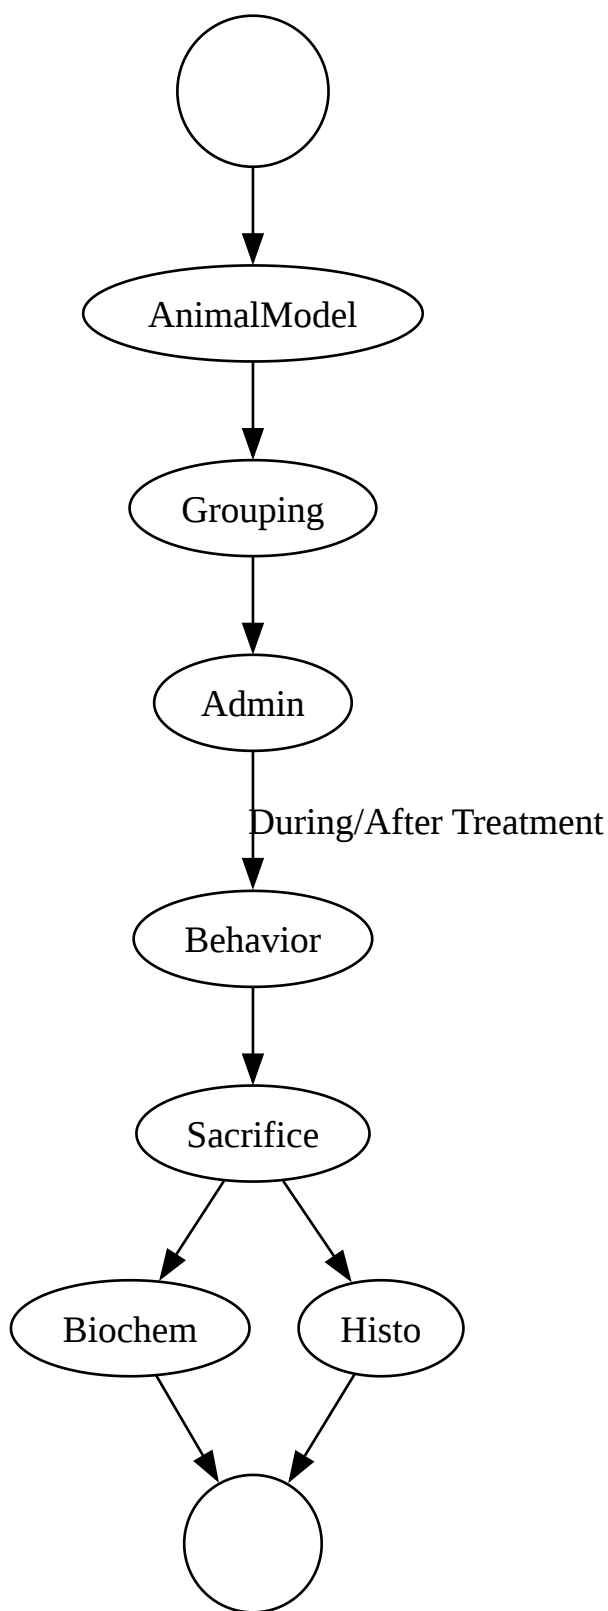 AnimalModel
Grouping
Admin
During/After Treatment
Behavior
Sacrifice
Biochem
Histo